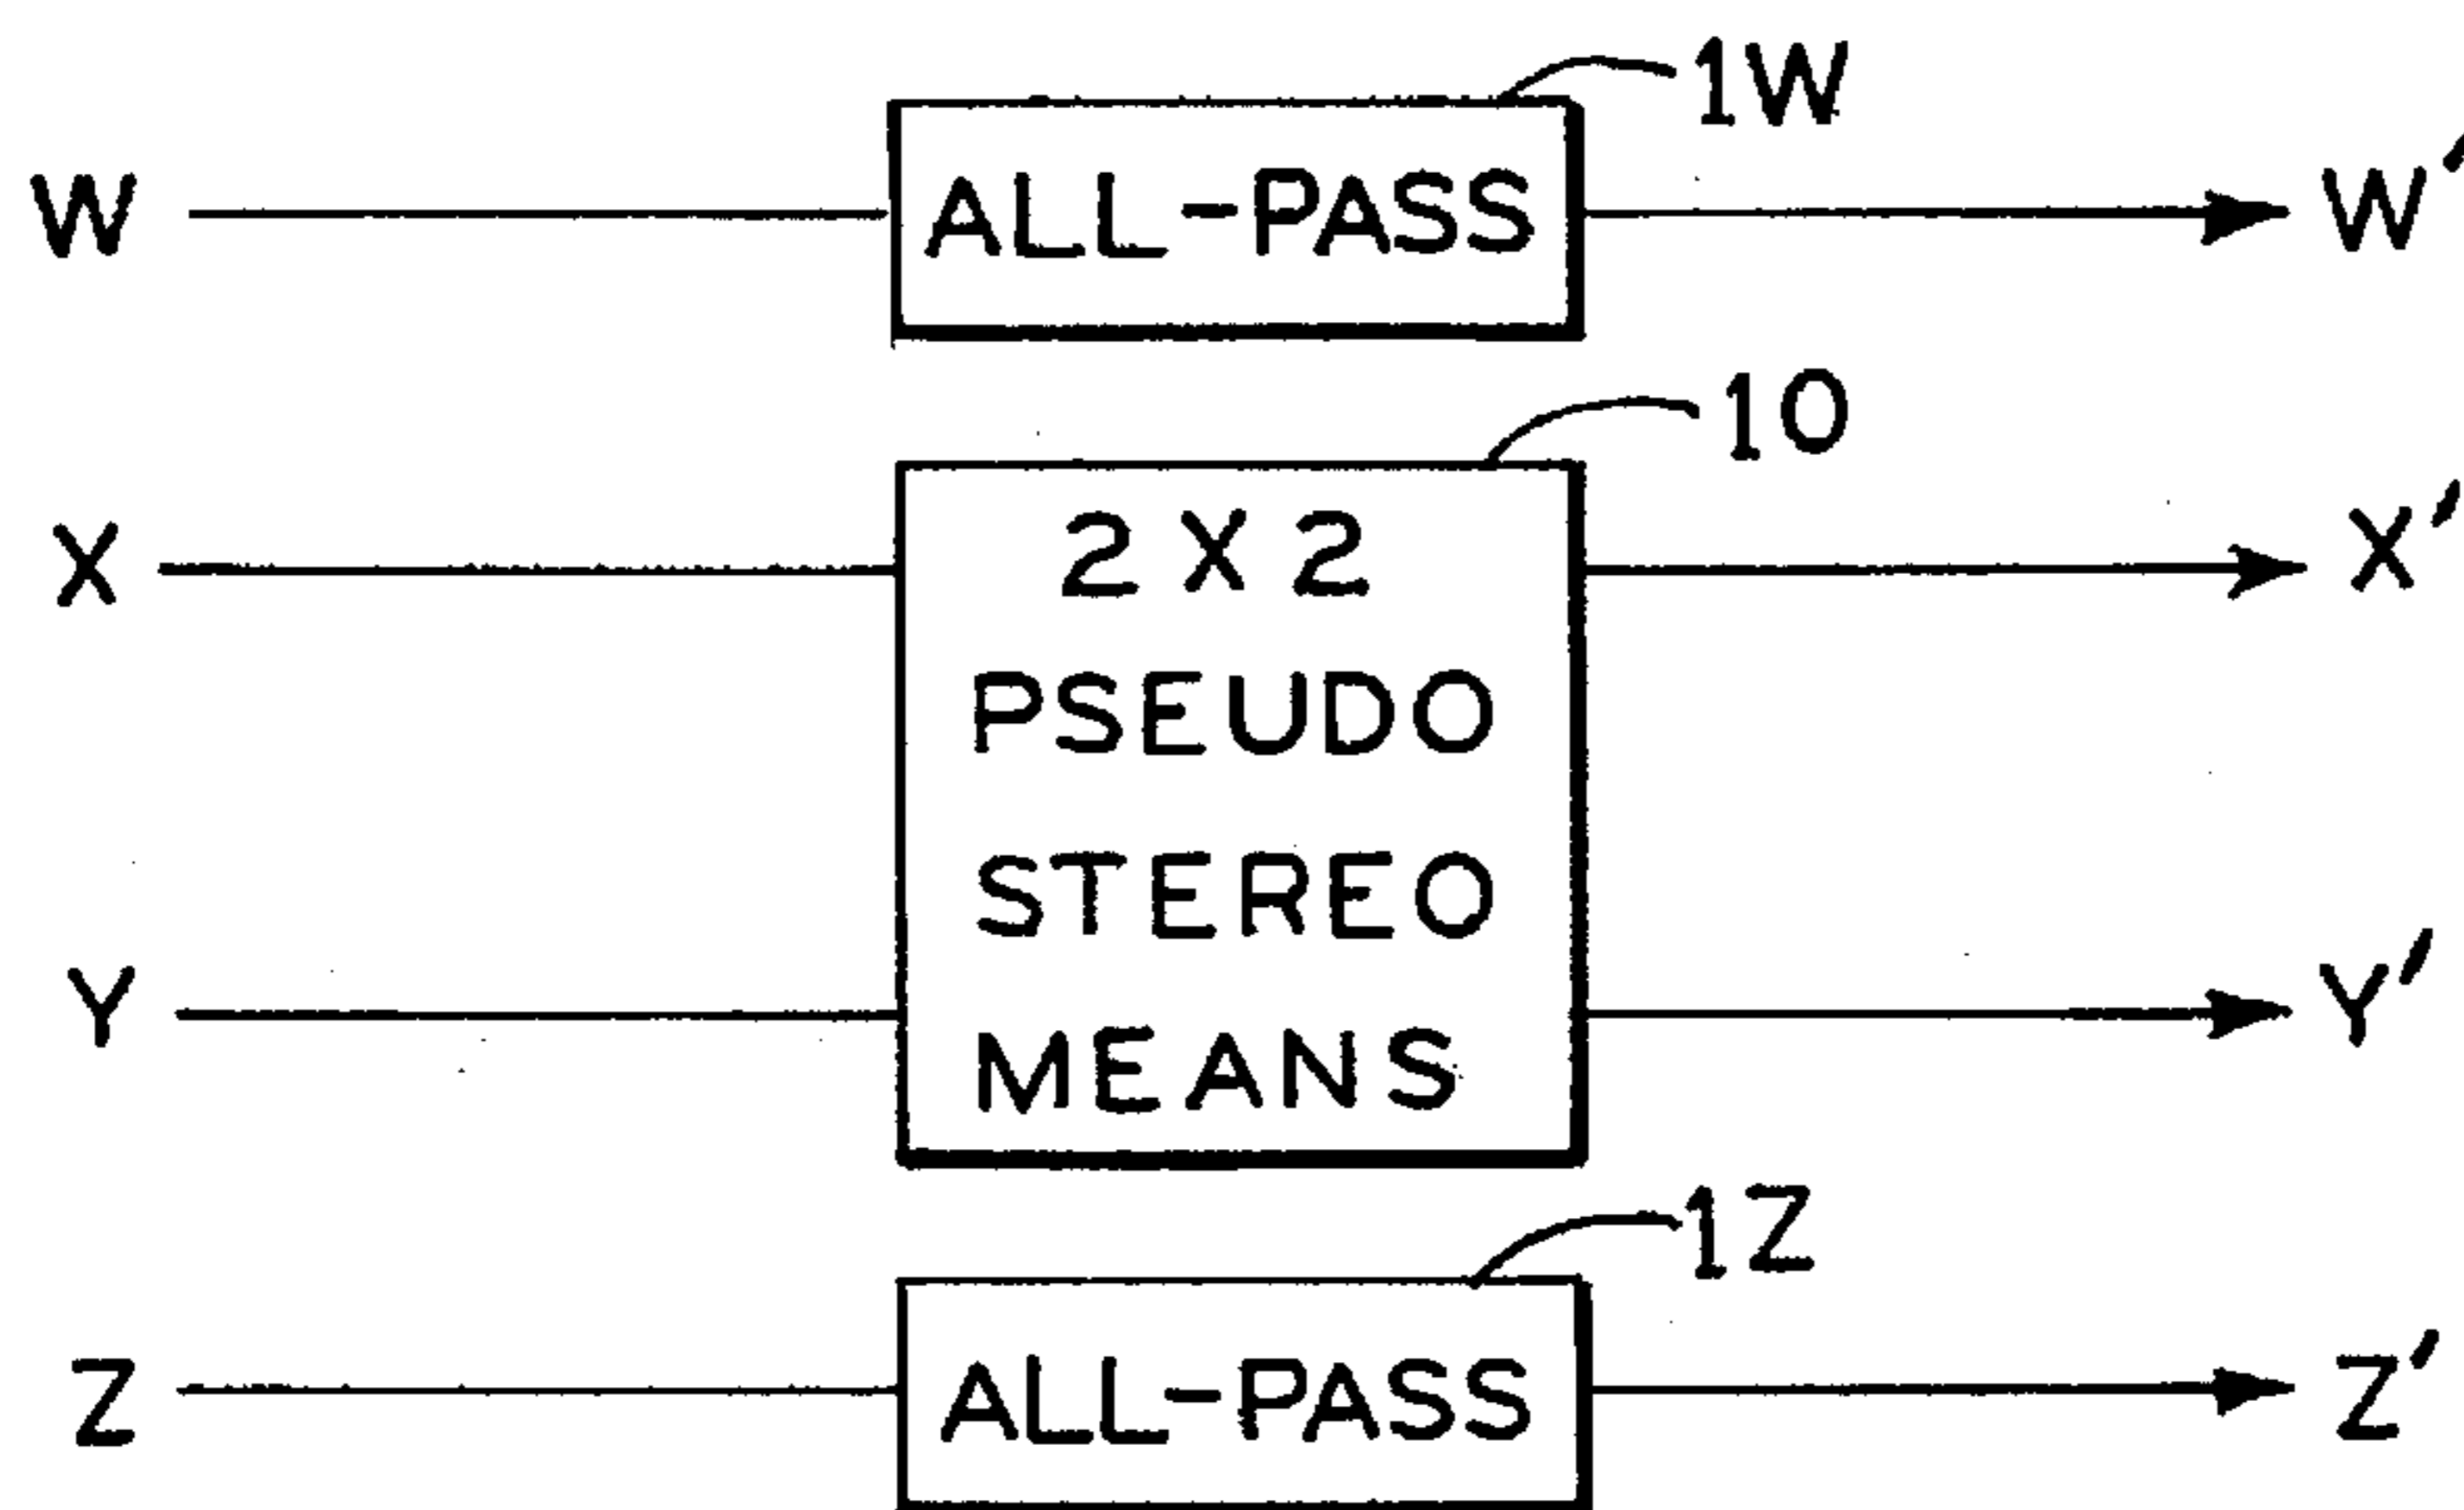 1W
W ALL-PASS W'
10
X 2 X 2 X'
PSEUDO
STEREO
Y MEANS Y'
1Z
Z ALL-PASS Z'